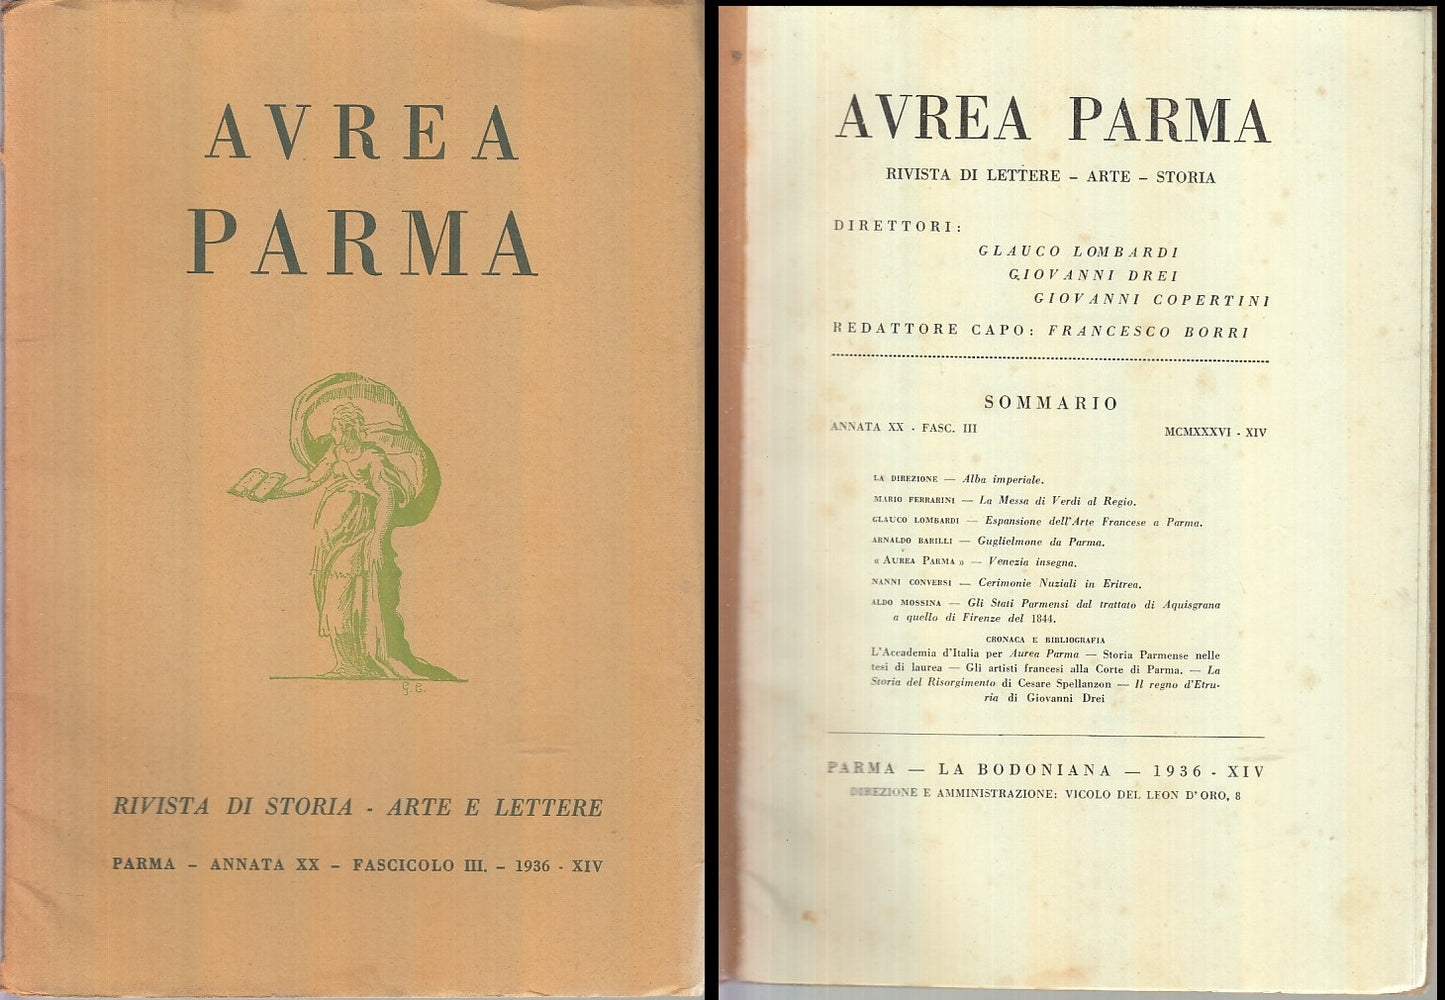 AVREA
PARMA
G. C.
RIVISTA DI STORIA - ARTE E LETTERE
PARMA – ANNATA XX – FASCICOLO III. – 1936 - XIV
AVREA PARMA
RIVISTA DI LETTERE – ARTE – STORIA
DIRETTORI:
GLAUCO LOMBARDI
GIOVANNI DREI
GIOVANNI COPERTINI
REDATTORE CAPO: FRANCESCO BORRI
SOMMARIO
ANNATA XX - FASC. III
MCMXXXVI - XIV
LA DIREZIONE — Alba imperiale.
MARIO FERRARINI — La Messa di Verdi al Regio.
GLAUCO LOMBARDI — Espansione dell'Arte Francese a Parma.
ARNALDO BARILLI — Guglielmone da Parma.
« AUREA PARMA » — Venezia insegna.
NANNI CONVERSI — Cerimonie Nuziali in Eritrea.
ALDO MOSSINA — Gli Stati Parmensi dal trattato di Aquisgrana
a quello di Firenze del 1844.
CRONACA E BIBLIOGRAFIA
L'Accademia d'Italia per Aurea Parma — Storia Parmense nelle
tesi di laurea — Gli artisti francesi alla Corte di Parma. — La
Storia del Risorgimento di Cesare Spellanzon — Il regno d'Etru-
ria di Giovanni Drei
PARMA — LA BODONIANA — 1936 - XIV
DIREZIONE E AMMINISTRAZIONE: VICOLO DEL LEON D'ORO, 8